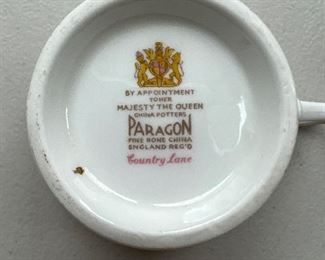 BY APPOINTMENT
TO HER
MAJESTY THE QUEEN
CHINA POTTERS
PARAGON
FINE BONE CHINA
ENGLAND REG'D
Country Lane